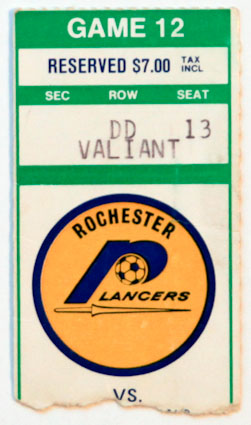 GAME 12
RESERVED $7.00 TAX INCL
SEC ROW SEAT
DD 13
VALIANT
ROCHESTER
LANCERS
VS.